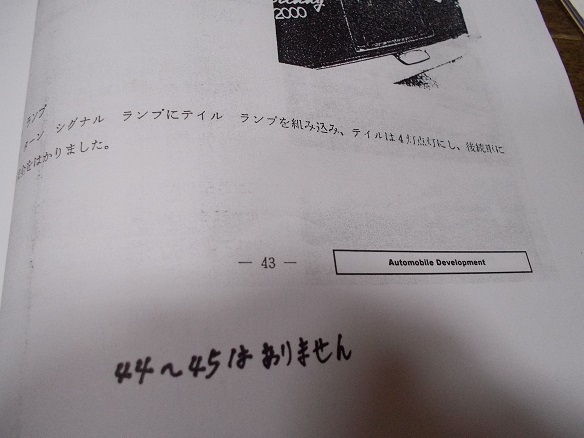 2000
ランプ
ターン シグナル ランプにテイル ランプを組み込み、テイルは4灯点灯にし、後続車に
をはかりました。
— 43 —
Automobile Development
44～45はありません